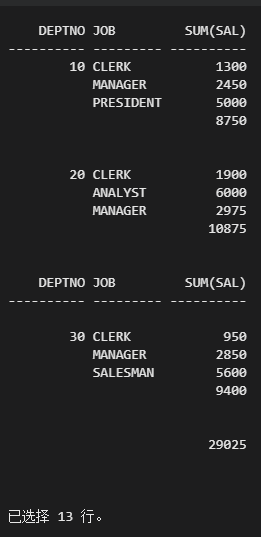 DEPTNO JOB SUM(SAL)
---------- --------- ----------
10 CLERK 1300
MANAGER 2450
PRESIDENT 5000
8750
20 CLERK 1900
ANALYST 6000
MANAGER 2975
10875
DEPTNO JOB SUM(SAL)
---------- --------- ----------
30 CLERK 950
MANAGER 2850
SALESMAN 5600
9400
29025
已选择 13 行。